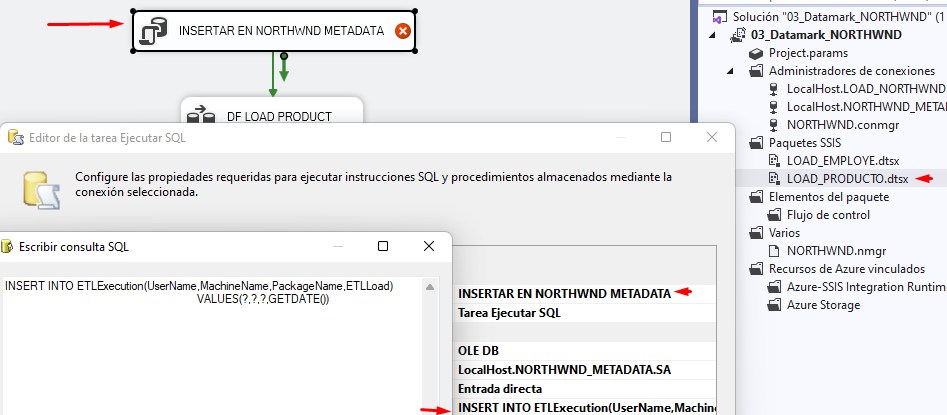 INSERTAR EN NORTHWND METADATA
DF LOAD PRODUCT
Editor de la tarea Ejecutar SQL
Configure las propiedades requeridas para ejecutar instrucciones SQL y procedimientos almacenados mediante la
conexión seleccionada.
Escribir consulta SQL
INSERT INTO ETLExecution(UserName,MachineName,PackageName,ETLLoad)
VALUES(?,?,?,GETDATE())
INSERTAR EN NORTHWND METADATA
Tarea Ejecutar SQL
OLE DB
LocalHost.NORTHWND_METADATA.SA
Entrada directa
INSERT INTO ETLExecution(UserName,Machine
Solución "03_Datamark_NORTHWND" (1
03_Datamark_NORTHWND
Project.params
Administradores de conexiones
LocalHost.LOAD_NORTHWND
LocalHost.NORTHWND_META
NORTHWND.conmgr
Paquetes SSIS
LOAD_EMPLOYE.dtsx
LOAD_PRODUCTO.dtsx
Elementos del paquete
Flujo de control
Varios
NORTHWND.nmgr
Recursos de Azure vinculados
Azure-SSIS Integration Runtime
Azure Storage